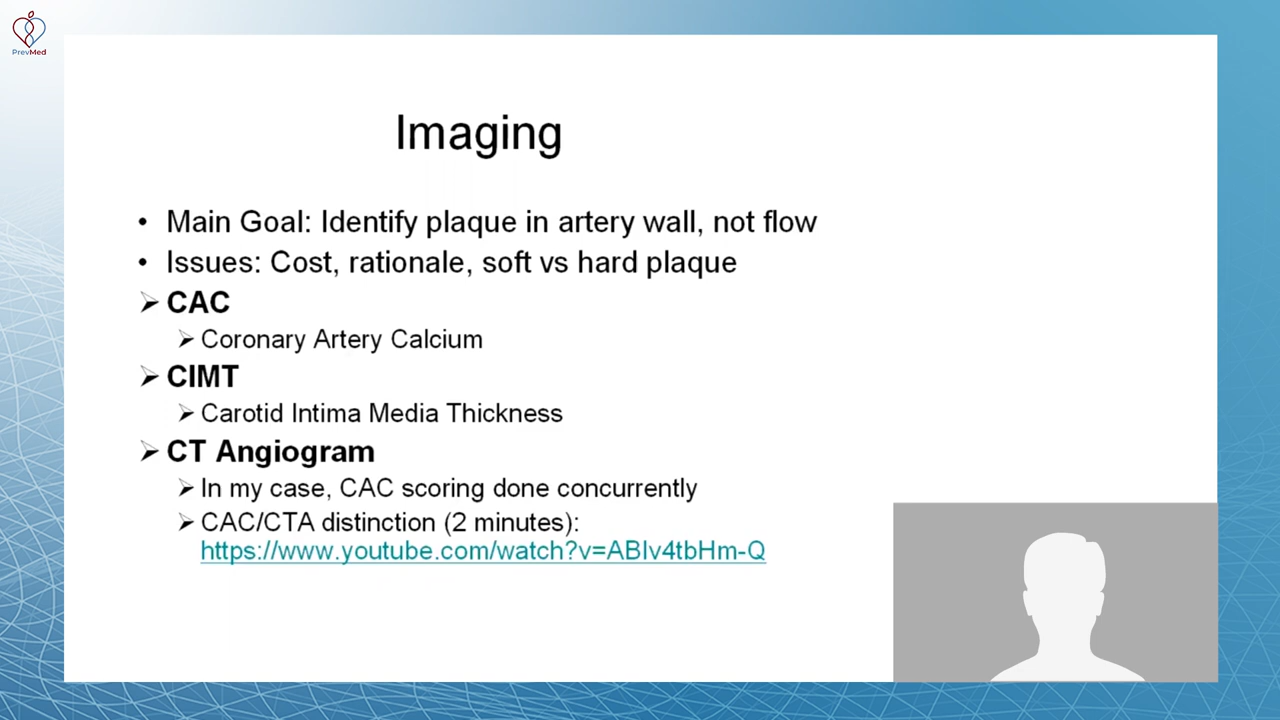 PrevMed
Imaging
• Main Goal: Identify plaque in artery wall, not flow
• Issues: Cost, rationale, soft vs hard plaque
➢ CAC
➢ Coronary Artery Calcium
➢ CIMT
➢ Carotid Intima Media Thickness
➢ CT Angiogram
➢ In my case, CAC scoring done concurrently
➢ CAC/CTA distinction (2 minutes):
https://www.youtube.com/watch?v=ABIv4tbHm-Q